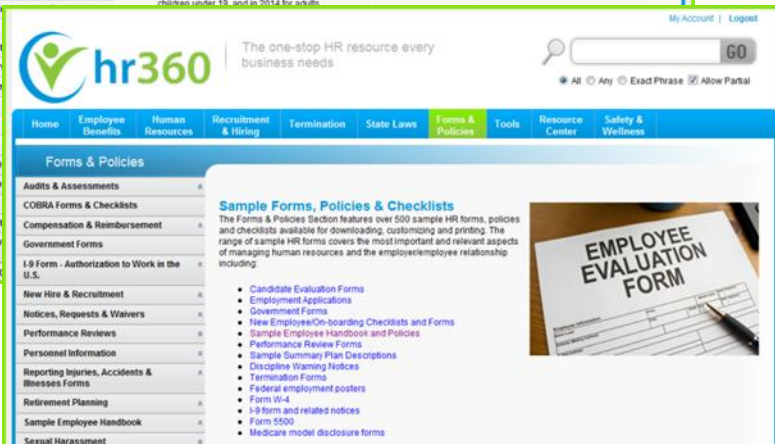 children under 19, and in 2014 for adults.
My Account | Logout
hr360
The one-stop HR resource every
business needs
GO
All Any Exact Phrase Allow Partial
Home
Employee
Benefits
Human
Resources
Recruitment
& Hiring
Termination
State Laws
Forms &
Policies
Tools
Resource
Center
Safety &
Wellness
Forms & Policies
Audits & Assessments
COBRA Forms & Checklists
Compensation & Reimbursement
Government Forms
I-9 Form - Authorization to Work in the
U.S.
New Hire & Recruitment
Notices, Requests & Waivers
Performance Reviews
Personnel Information
Reporting Injuries, Accidents &
Illnesses Forms
Retirement Planning
Sample Employee Handbook
Sexual Harassment
Sample Forms, Policies & Checklists
The Forms & Policies Section features over 500 sample HR forms, policies
and checklists available for downloading, customizing and printing. The
range of sample HR forms covers the most important and relevant aspects
of managing human resources and the employer/employee relationship
including:
Candidate Evaluation Forms
Employment Applications
Government Forms
New Employee/On-boarding Checklists and Forms
Sample Employee Handbook and Policies
Performance Review Forms
Sample Summary Plan Descriptions
Discipline Warning Notices
Termination Forms
Federal employment posters
Form W-4
I-9 form and related notices
Form 5500
Medicare model disclosure forms
EMPLOYEE
EVALUATION
FORM